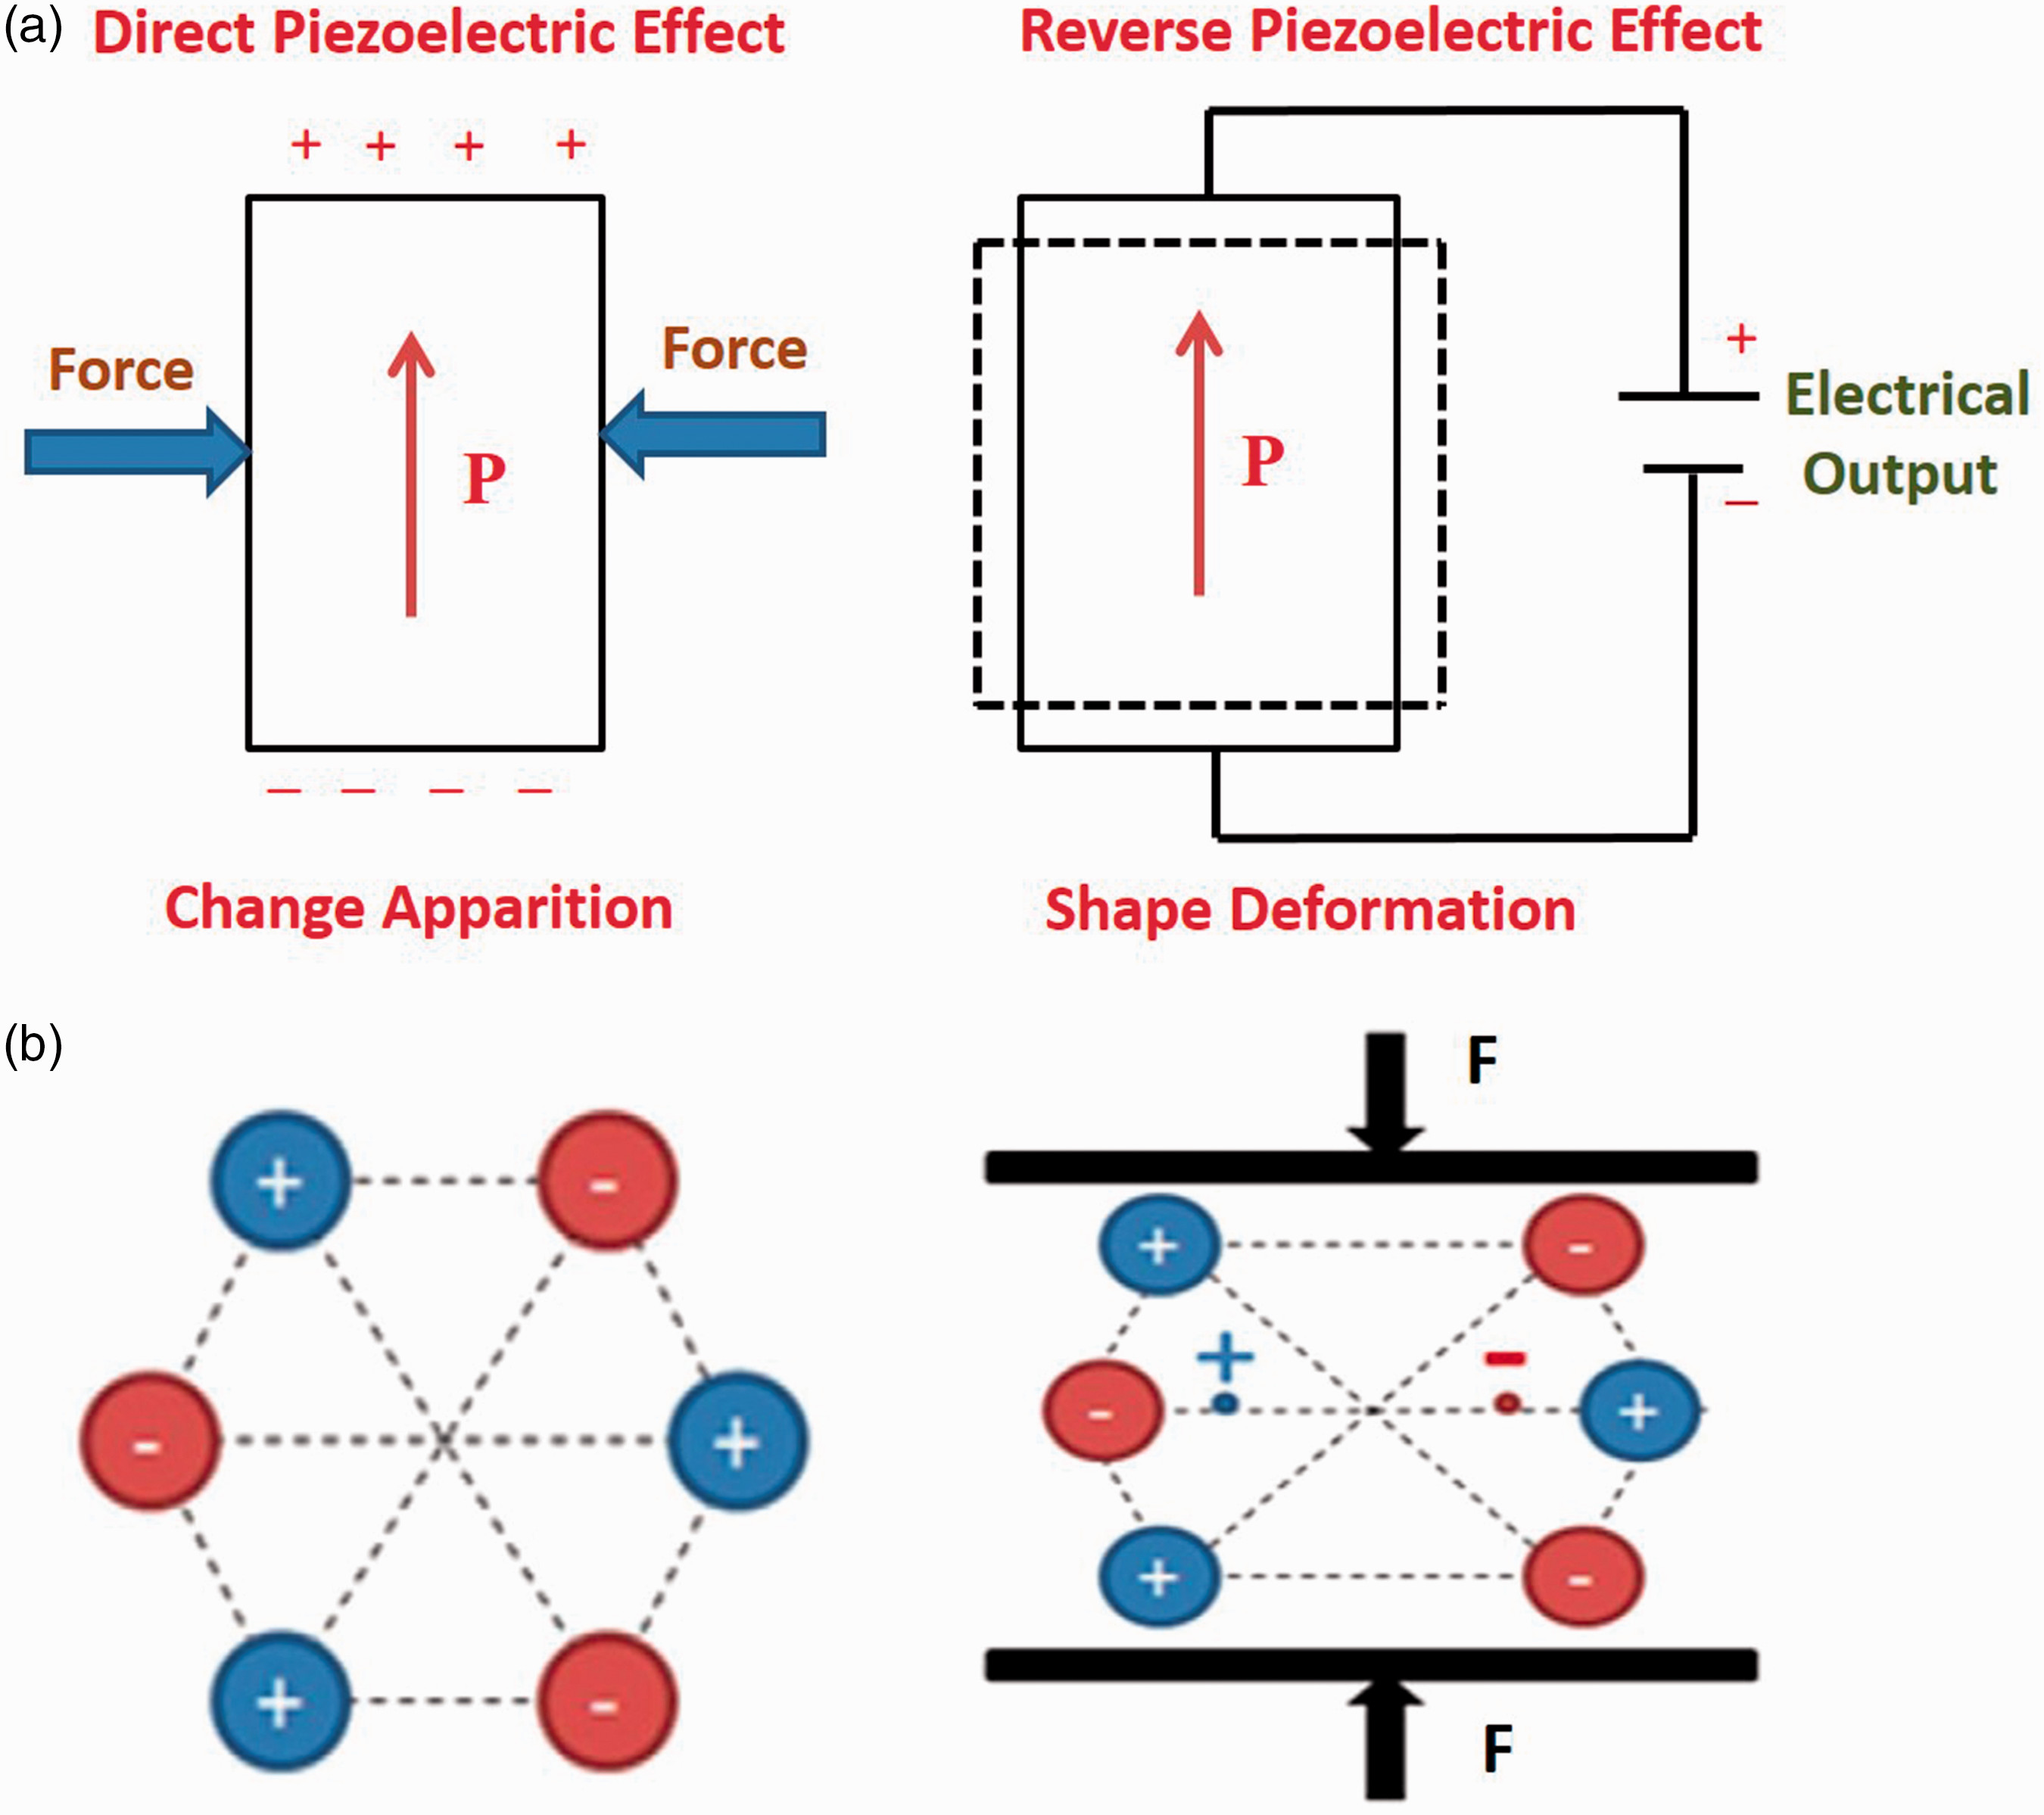 (a) Direct Piezoelectric Effect
Reverse Piezoelectric Effect
+ + + +
Force
Force
P
P
+
Electrical
Output
−
− − − −
Change Apparition
Shape Deformation
(b)
F
+ -
+ -
+ -
- +
- +
+ -
+ -
F